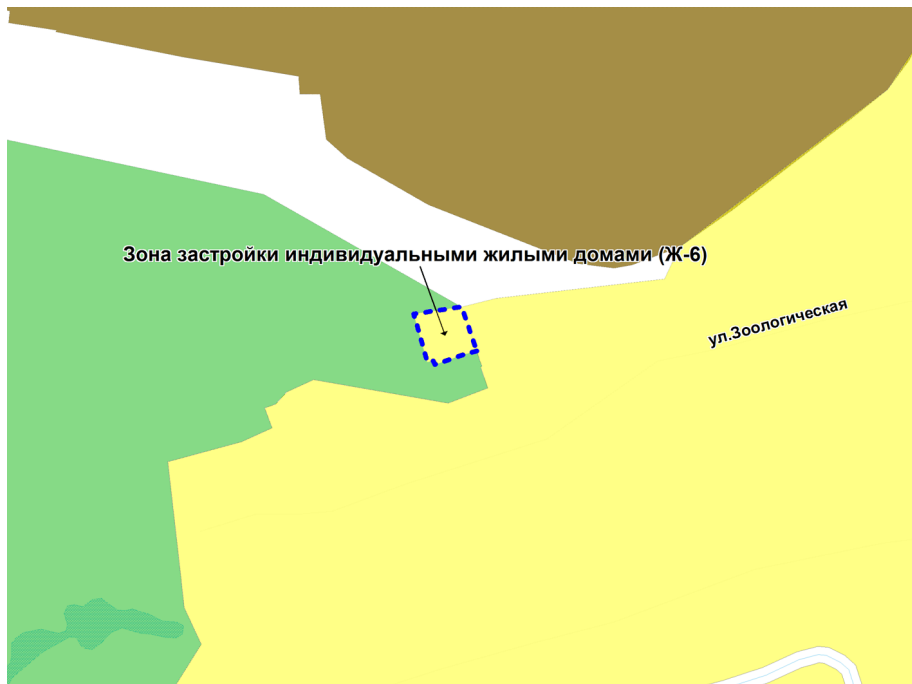 Зона застройки индивидуальными жилыми домами (Ж-6)
ул.Зоологическая